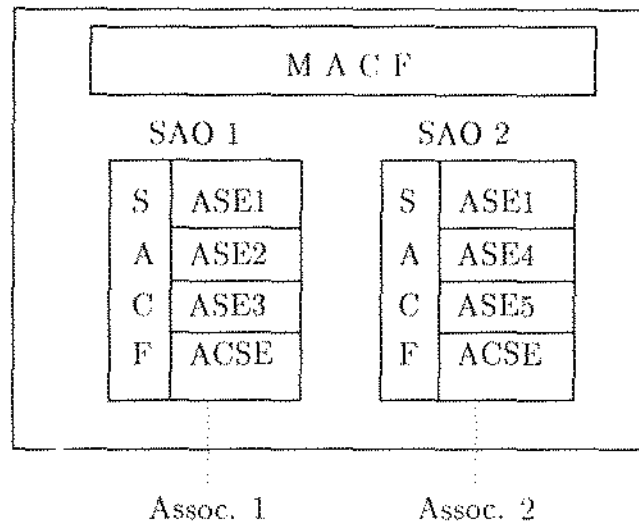 M A C F
SAO 1 SAO 2
S ASE1 S ASE1
A ASE2 A ASE4
C ASE3 C ASE5
F ACSE F ACSE
Assoc. 1 Assoc. 2